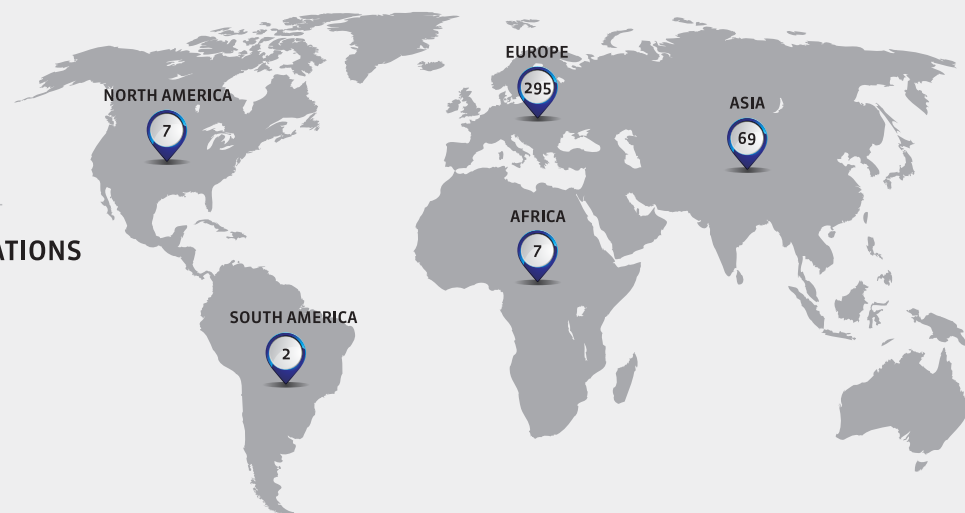 EUROPE
295
NORTH AMERICA
7
ASIA
69
AFRICA
7
ATIONS
SOUTH AMERICA
2